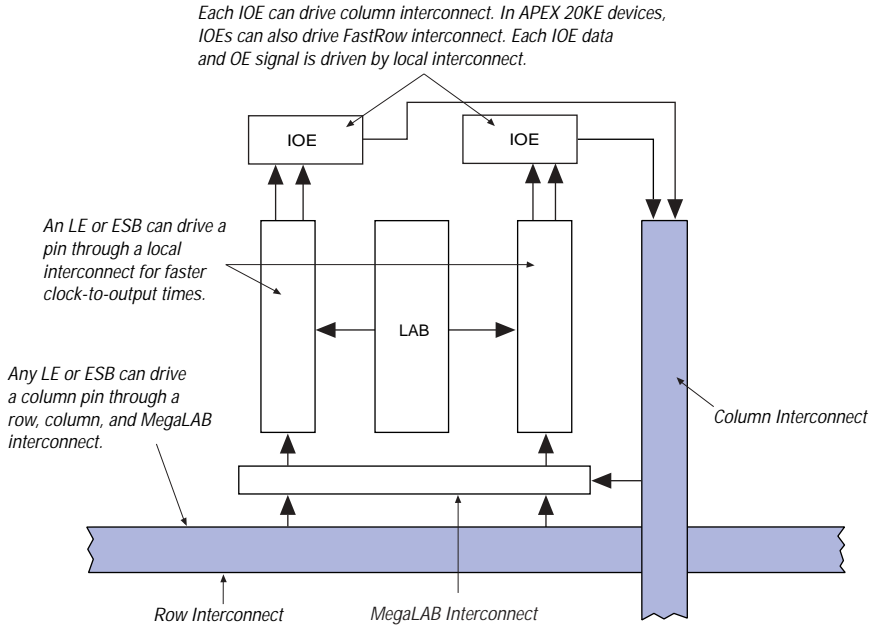 Each IOE can drive column interconnect. In APEX 20KE devices,
IOEs can also drive FastRow interconnect. Each IOE data
and OE signal is driven by local interconnect.
IOE
IOE
An LE or ESB can drive a
pin through a local
interconnect for faster
clock-to-output times.
LAB
Any LE or ESB can drive
a column pin through a
row, column, and MegaLAB
interconnect.
Column Interconnect
Row Interconnect
MegaLAB Interconnect